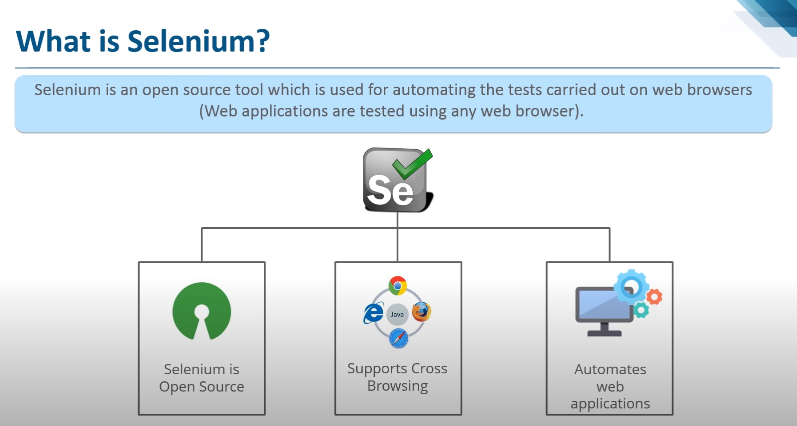 What is Selenium?
Selenium is an open source tool which is used for automating the tests carried out on web browsers
(Web applications are tested using any web browser).
Se
Java
Selenium is
Open Source
Supports Cross
Browsing
Automates
web
applications